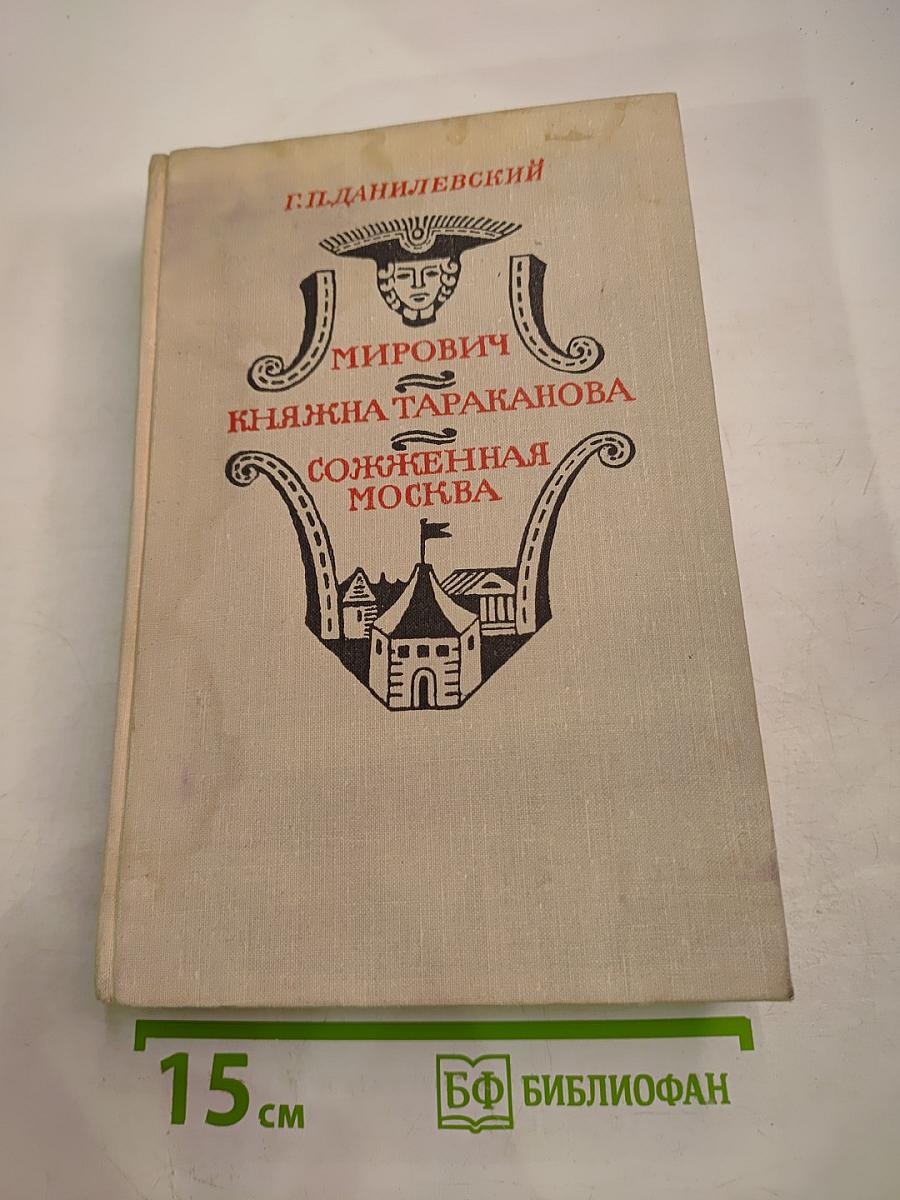 Г.П.ДАНИЛЕВСКИЙ
МИРОВИЧ
КНЯЖНА ТАРАКАНОВА
СОЖЖЕННАЯ
МОСКВА
15 см
БФ БИБЛИОФАН